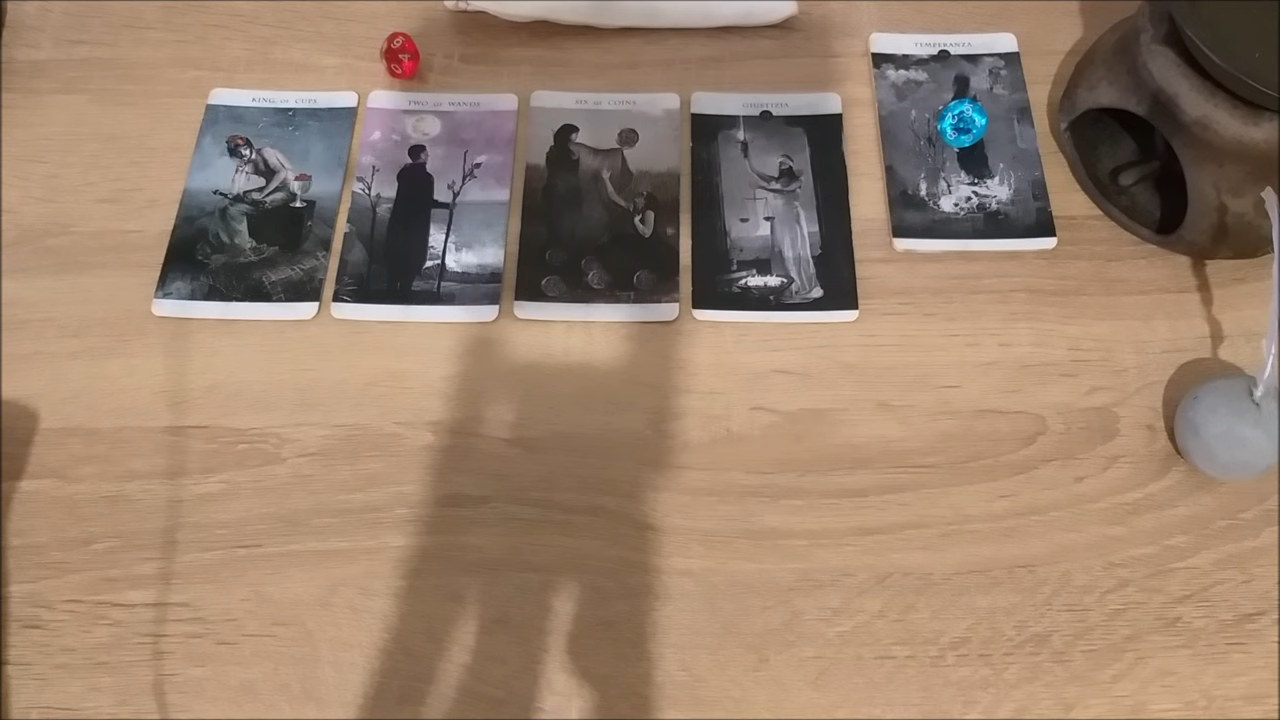 KING OF CUPS
TWO OF WANDS
SIX OF COINS
GIUSTIZIA
TEMPERANZA